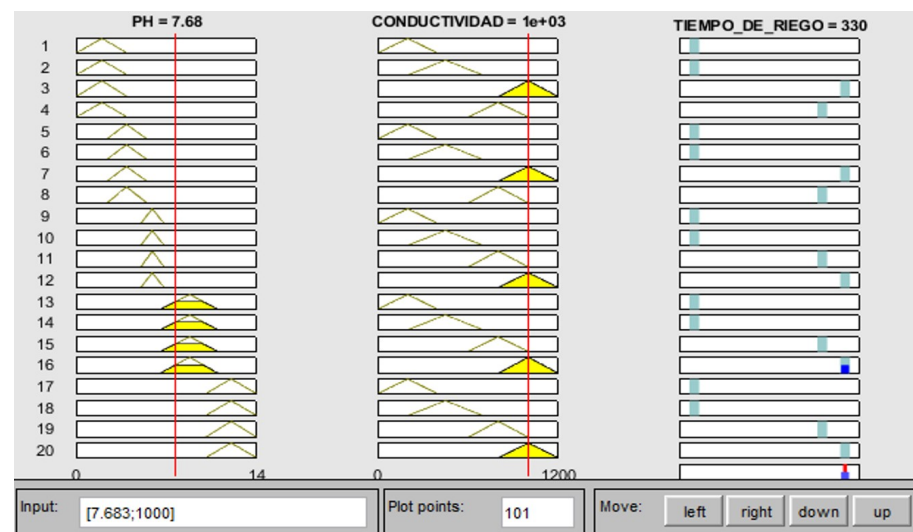 PH = 7.68
CONDUCTIVIDAD = 1e+03
TIEMPO_DE_RIEGO = 330
1
2
3
4
5
6
7
8
9
10
11
12
13
14
15
16
17
18
19
20
0
14
0
1200
Input:
[7.683;1000]
Plot points:
101
Move:
left
right
down
up